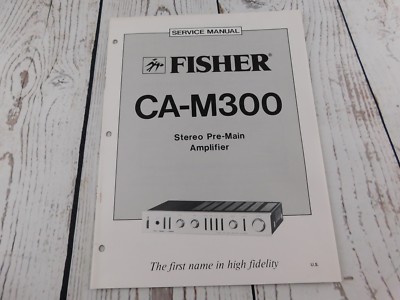 SERVICE MANUAL
FISHER®
CA-M300
Stereo Pre-Main
Amplifier
The first name in high fidelity